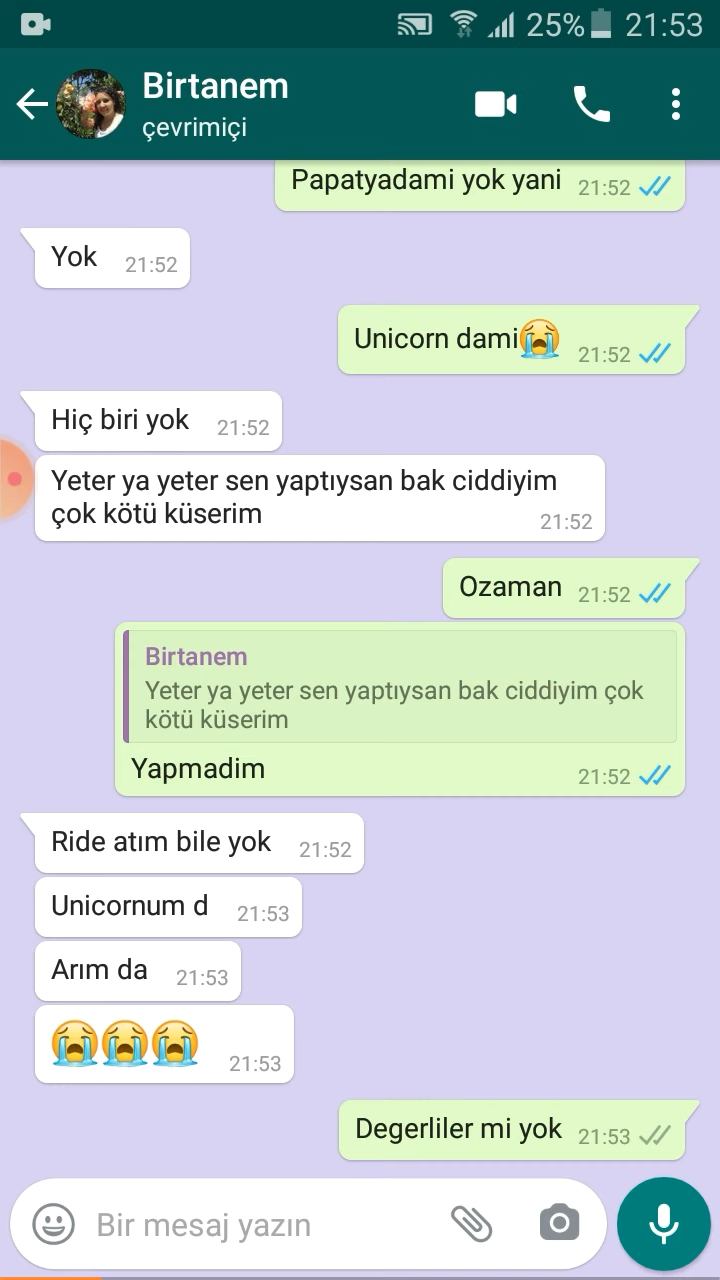 25% 21:53
Birtanem
çevrimiçi
Papatyadami yok yani 21:52
Yok 21:52
Unicorn dami😭 21:52
Hiç biri yok 21:52
Yeter ya yeter sen yaptıysan bak ciddiyim
çok kötü küserim 21:52
Ozaman 21:52
Birtanem
Yeter ya yeter sen yaptıysan bak ciddiyim çok
kötü küserim
Yapmadim 21:52
Ride atım bile yok 21:52
Unicornum d 21:53
Arım da 21:53
😭😭😭 21:53
Degerliler mi yok 21:53
Bir mesaj yazın